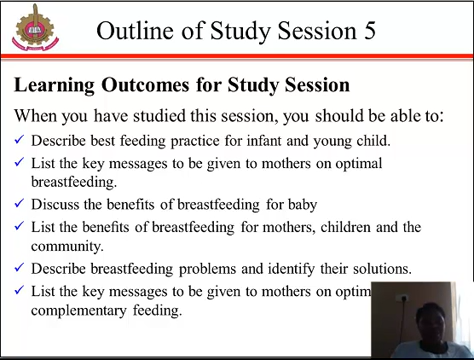 Outline of Study Session 5
Learning Outcomes for Study Session
When you have studied this session, you should be able to:
✓ Describe best feeding practice for infant and young child.
✓ List the key messages to be given to mothers on optimal
breastfeeding.
✓ Discuss the benefits of breastfeeding for baby
✓ List the benefits of breastfeeding for mothers, children and the
community.
✓ Describe breastfeeding problems and identify their solutions.
✓ List the key messages to be given to mothers on optim
complementary feeding.